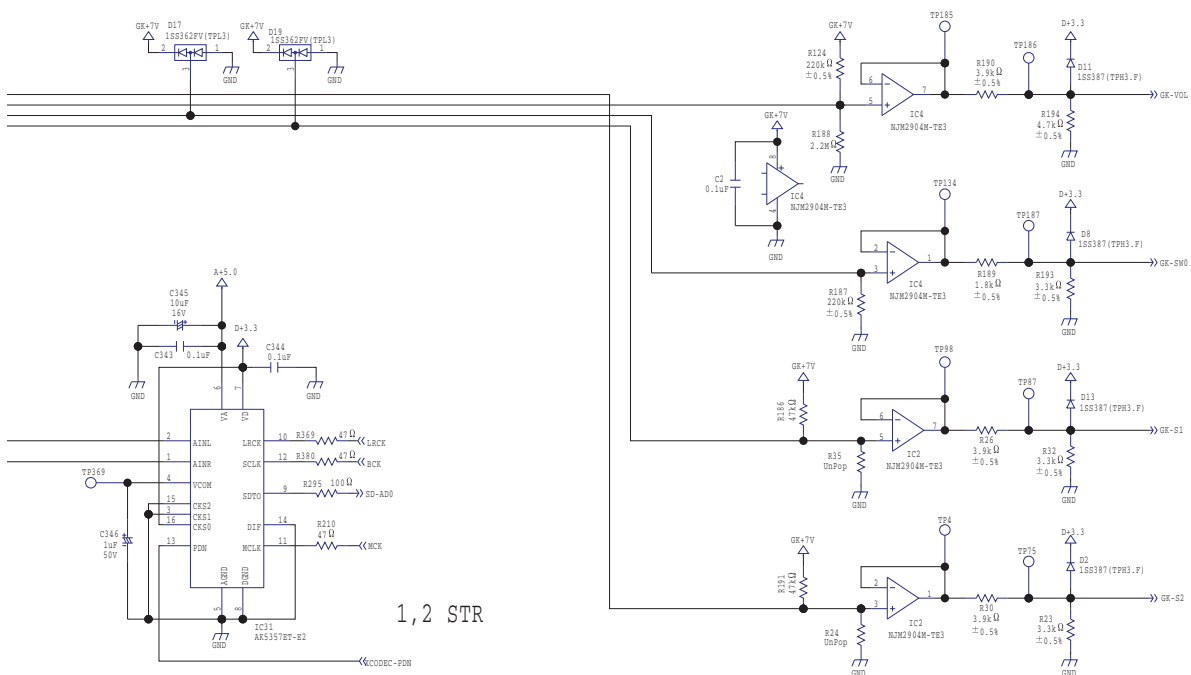 GK+7V
D17
1SS362FV(TPL3)
2
1
3
GND
GK+7V
D19
1SS362FV(TPL3)
2
1
3
GND
GK+7V
R124
220kΩ
±0.5%
R188
2.2MΩ
GND
TP185
6
5
7
IC4
NJM2904M-TE3
R190
3.9kΩ
±0.5%
TP186
D+3.3
D11
1SS387(TPH3.F)
GK-VOL
R194
4.7kΩ
±0.5%
GND
GK+7V
8
C2
0.1uF
4
IC4
NJM2904M-TE3
GND
TP134
2
3
1
IC4
NJM2904M-TE3
R187
220kΩ
±0.5%
GND
R189
1.8kΩ
±0.5%
TP187
D+3.3
D8
1SS387(TPH3.F)
GK-SW0
R193
3.3kΩ
±0.5%
GND
A+5.0
C345
10uF
16V
D+3.3
C343
0.1uF
C344
0.1uF
GND
GND
6
7
VA
VD
2
AINL
1
AINR
TP369
4
VCOM
15
CKS2
3
CKS1
16
CKS0
13
PDN
LRCK
10
R369
47Ω
LRCK
SCLK
12
R380
47Ω
BCK
SDTO
9
R295
100Ω
SD-AD0
DIF
14
MCLK
11
R210
47Ω
MCK
C346
1uF
50V
AGND
DGND
5
8
GND
IC31
AK5357ET-E2
XCODEC-PDN
1,2 STR
GK+7V
R186
47kΩ
R35
UnPop
GND
TP98
6
5
7
IC2
NJM2904M-TE3
R26
3.9kΩ
±0.5%
TP87
D+3.3
D13
1SS387(TPH3.F)
GK-S1
R32
3.3kΩ
±0.5%
GND
GK+7V
R191
47kΩ
R24
UnPop
GND
TP4
2
3
1
IC2
NJM2904M-TE3
R30
3.9kΩ
±0.5%
TP75
D+3.3
D2
1SS387(TPH3.F)
GK-S2
R23
3.3kΩ
±0.5%
GND